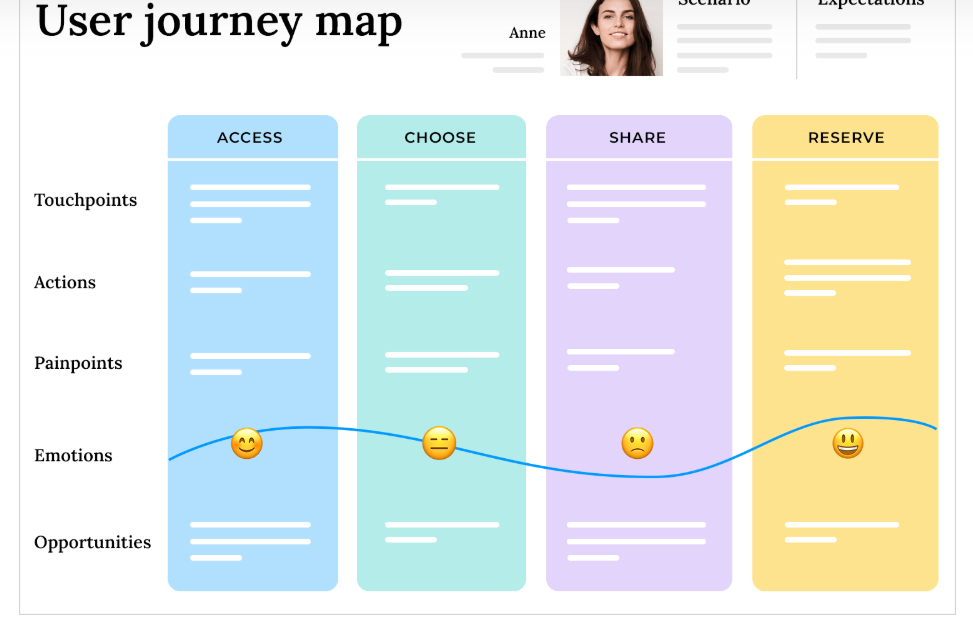 User journey map
Anne
Scenario
Expectations
ACCESS
CHOOSE
SHARE
RESERVE
Touchpoints
Actions
Painpoints
Emotions
Opportunities